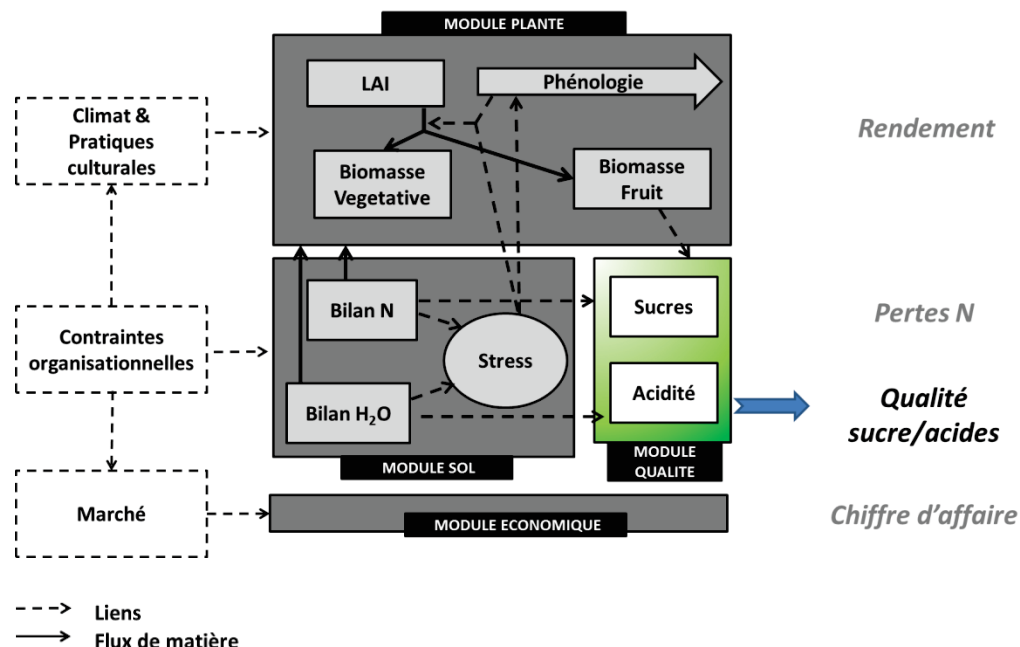 MODULE PLANTE
LAI
Phénologie
Climat &
Pratiques
culturales
Biomasse
Vegetative
Biomasse
Fruit
Rendement
Bilan N
Sucres
Pertes N
Contraintes
organisationnelles
Stress
Bilan H₂O
Acidité
Qualité
sucre/acides
MODULE SOL
MODULE
QUALITE
Marché
MODULE ECONOMIQUE
Chiffre d'affaire
Liens
Flux de matière